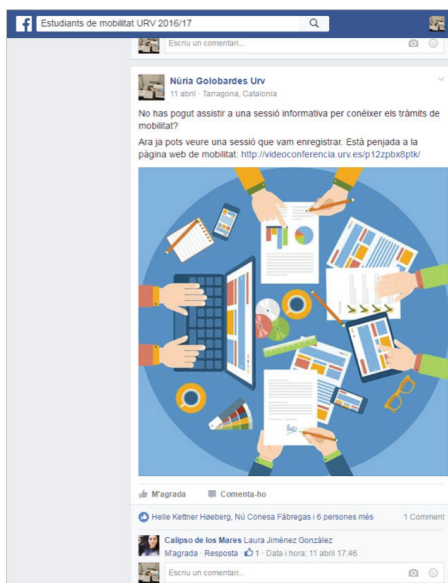 Estudiants de mobilitat URV 2016/17
Escriu un comentari...
Núria Golobardes Urv
11 abril · Tarragona, Catalonia
No has pogut assistir a una sessió informativa per conèixer els tràmits de
mobilitat?
Ara ja pots veure una sessió que vam enregistrar. Està penjada a la
pàgina web de mobilitat: http://videoconferencia.urv.es/p12zpbx8ptk/
M'agrada Comenta-ho
Helle Kettner Høeberg, Nú Conesa Fàbregas i 6 persones més 1 Comment
Calipso de los Mares Laura Jiménez González
M'agrada · Resposta · 1 · Data i hora: 11 abril 17:46
Escriu un comentari...